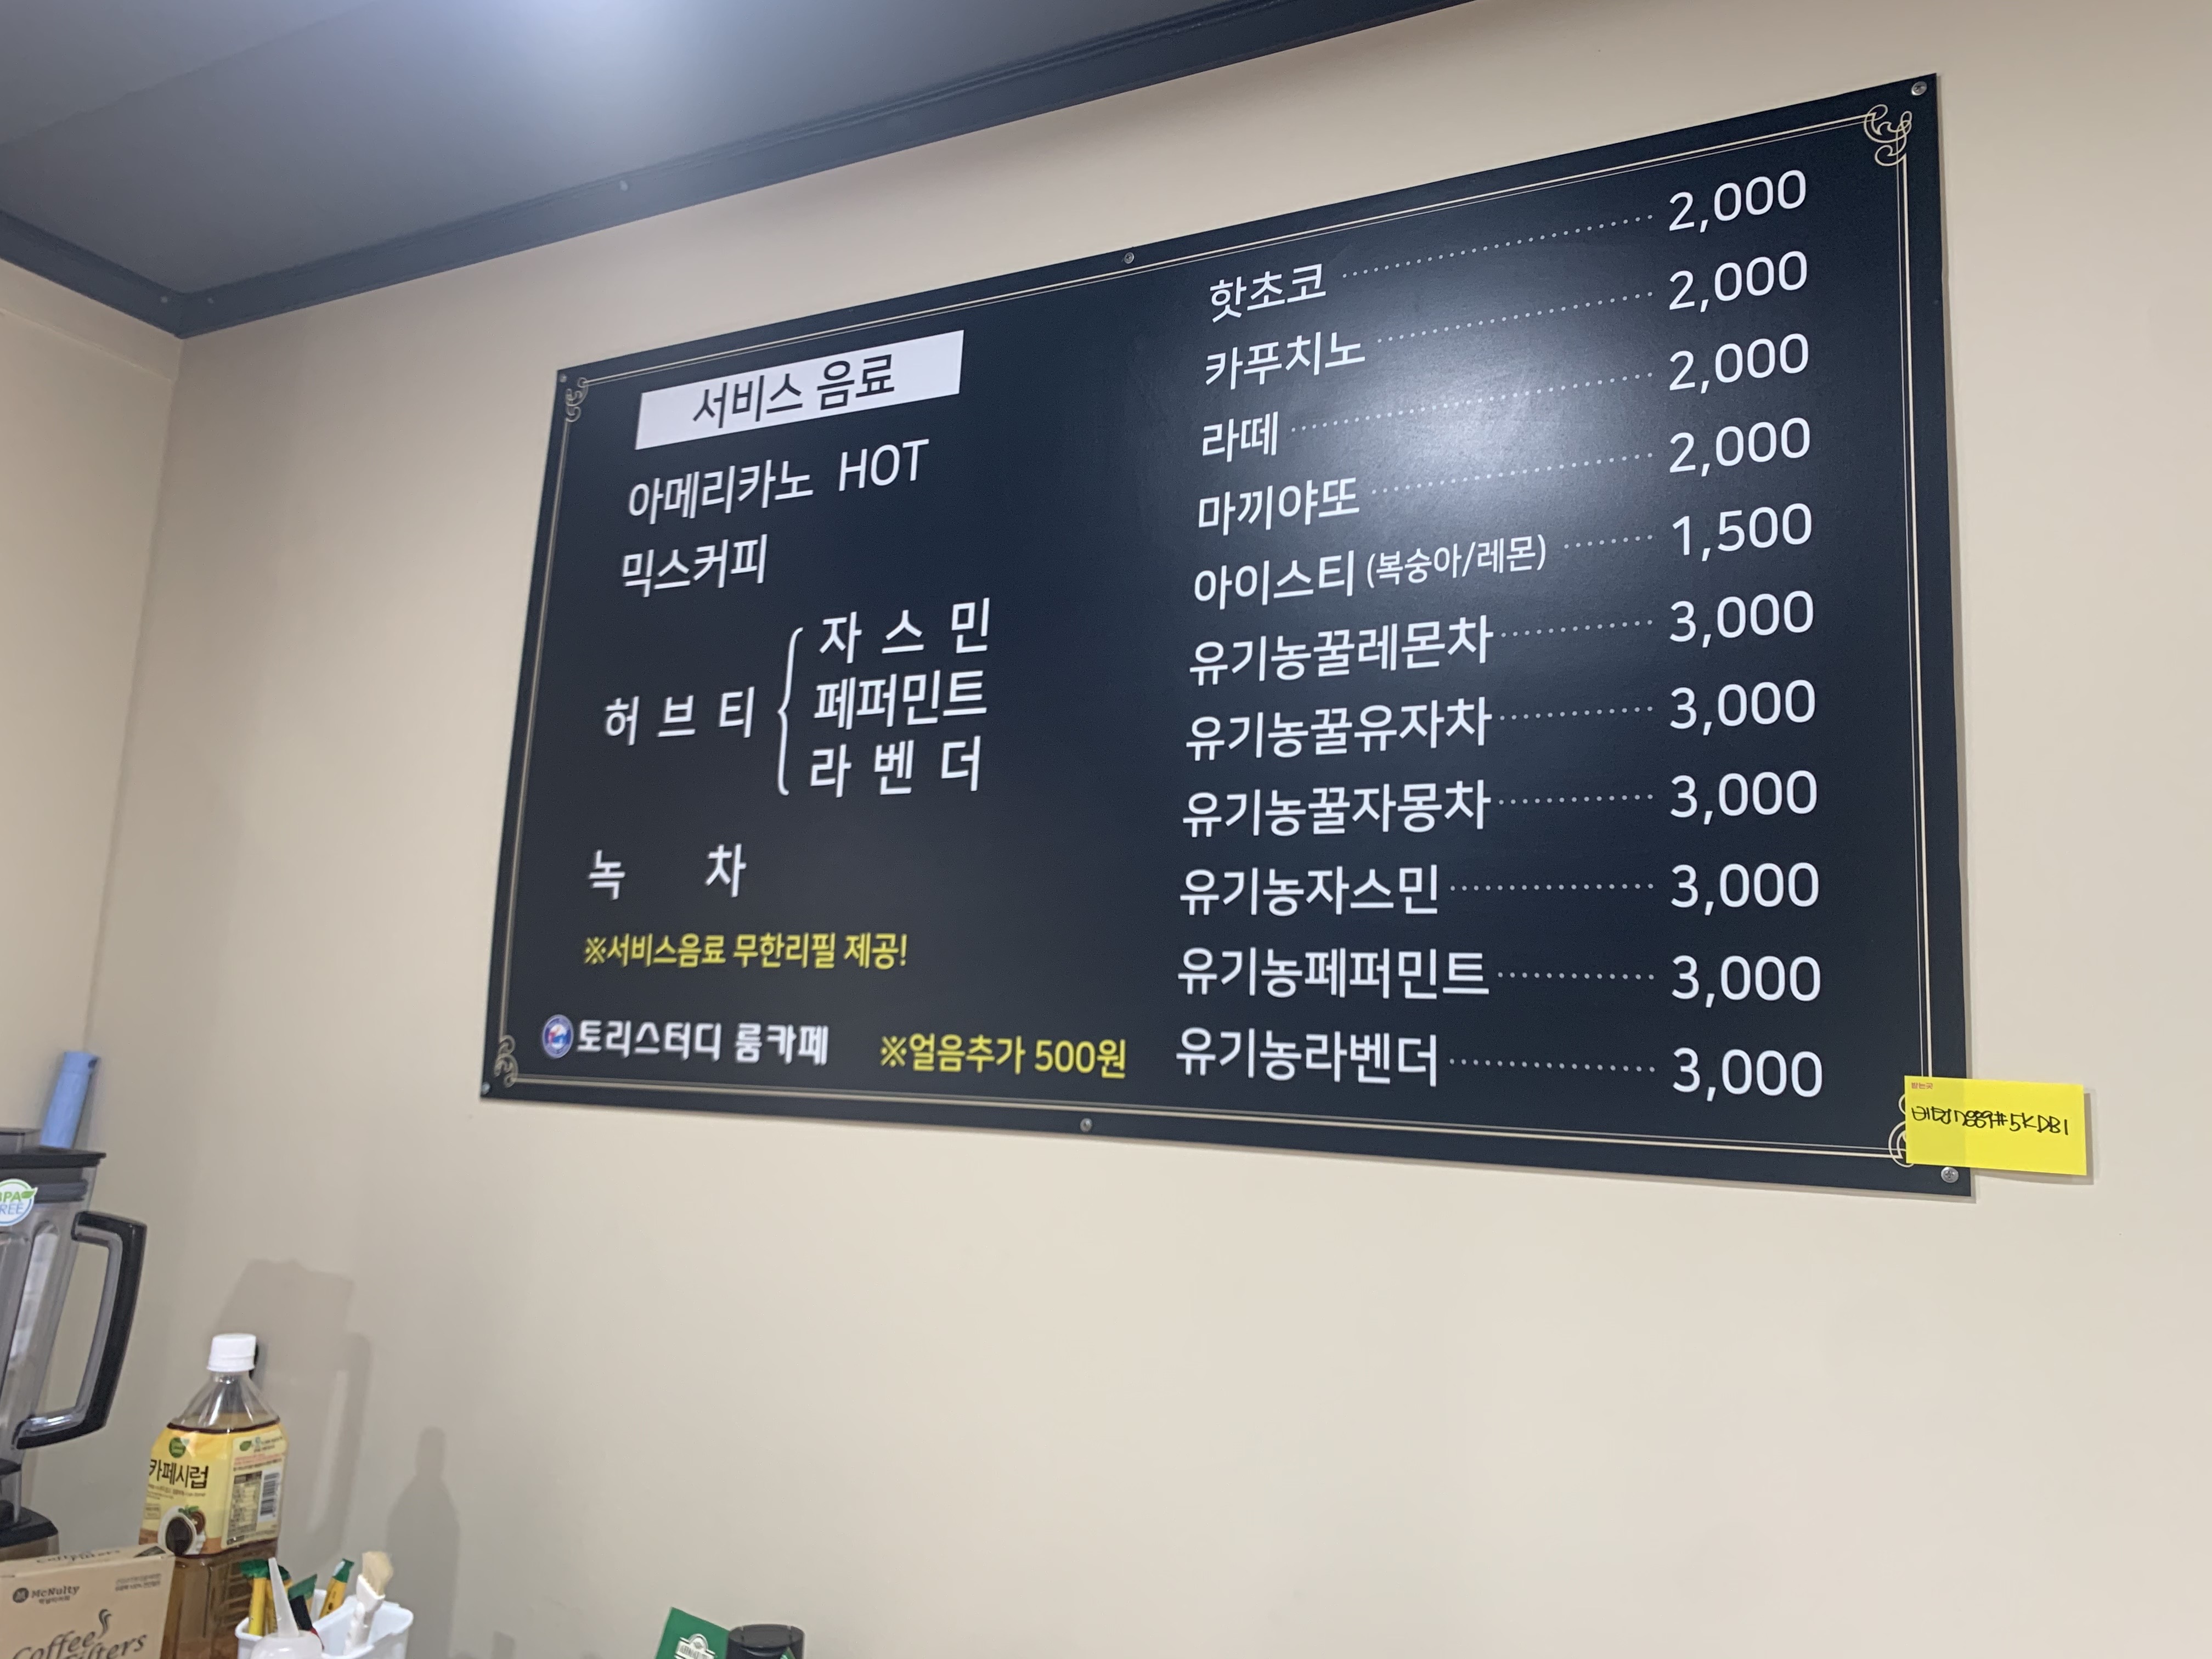 서비스 음료
아메리카노 HOT
믹스커피
허브티
자스민
페퍼민트
라벤더
녹차
※서비스음료 무한리필 제공!
토리스터디 룸카페
※얼음추가 500원
핫초코 2,000
카푸치노 2,000
라떼 2,000
마끼야또 2,000
아이스티 (복숭아/레몬) 1,500
유기농꿀레몬차 3,000
유기농꿀유자차 3,000
유기농꿀자몽차 3,000
유기농자스민 3,000
유기농페퍼민트 3,000
유기농라벤더 3,000
카페시럽
McNulty
Coffee